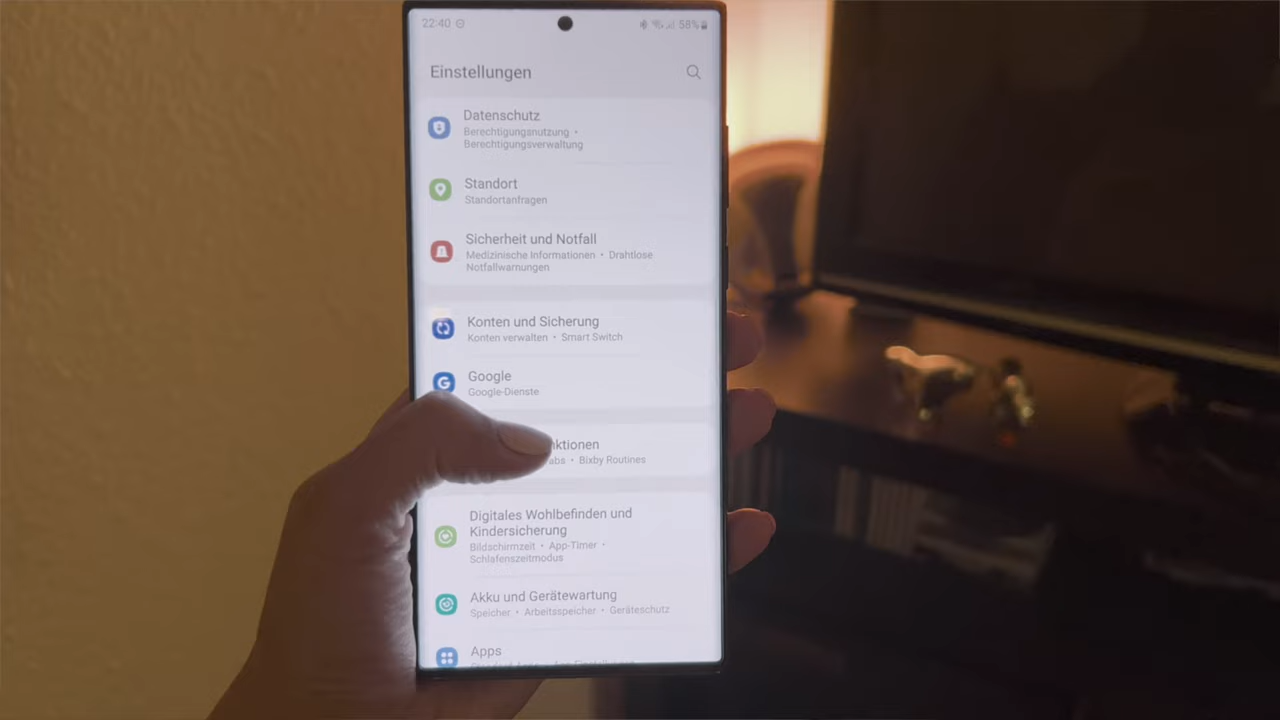 22:40 58%
Einstellungen
Datenschutz
Berechtigungsnutzung •
Berechtigungsverwaltung
Standort
Standortanfragen
Sicherheit und Notfall
Medizinische Informationen • Drahtlose
Notfallwarnungen
Konten und Sicherung
Konten verwalten • Smart Switch
Google
Google-Dienste
nktionen
abs • Bixby Routines
Digitales Wohlbefinden und
Kindersicherung
Bildschirmzeit • App-Timer •
Schlafenszeitmodus
Akku und Gerätewartung
Speicher • Arbeitsspeicher • Geräteschutz
Apps